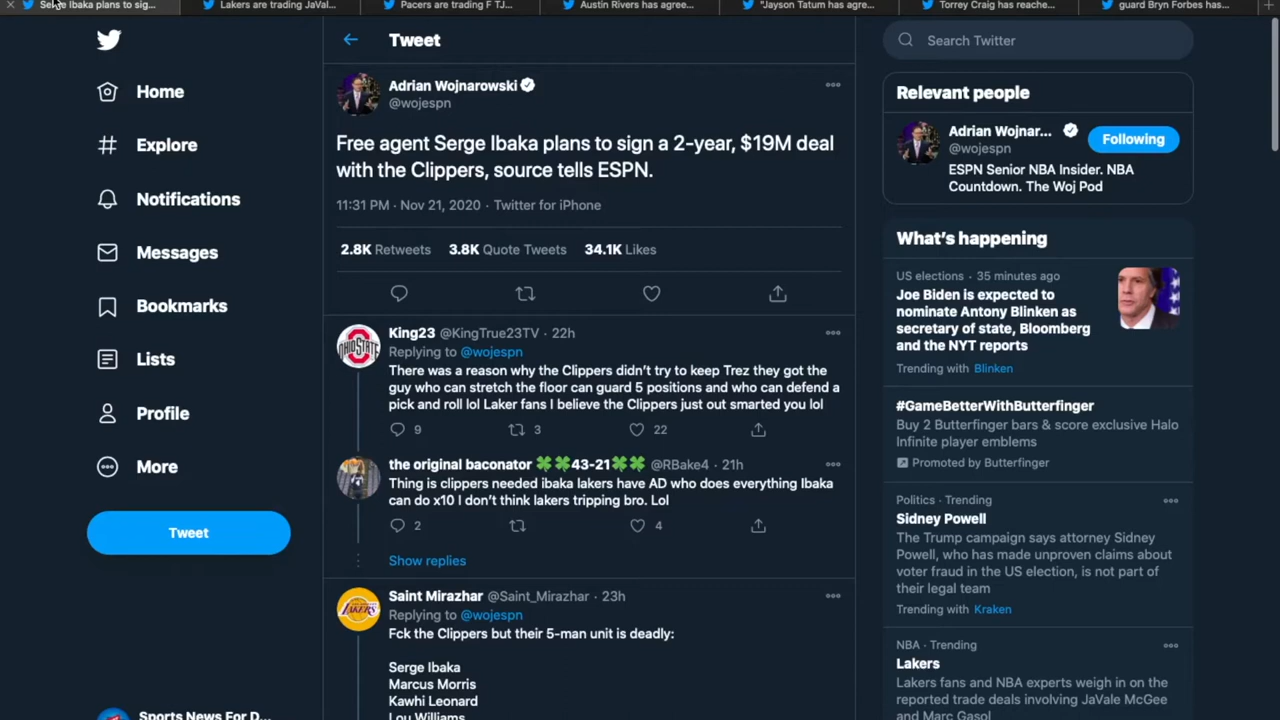 Serge Ibaka plans to sig...
Lakers are trading JaVal...
Pacers are trading F TJ...
Austin Rivers has agree...
"Jayson Tatum has agre...
Torrey Craig has reache...
guard Bryn Forbes has...
Home
Explore
Notifications
Messages
Bookmarks
Lists
Profile
More
Tweet
Sports News For D...
Tweet
Adrian Wojnarowski
@wojespn
Free agent Serge Ibaka plans to sign a 2-year, $19M deal
with the Clippers, source tells ESPN.
11:31 PM · Nov 21, 2020 · Twitter for iPhone
2.8K Retweets 3.8K Quote Tweets 34.1K Likes
OHIO STATE
King23 @KingTrue23TV · 22h
Replying to @wojespn
There was a reason why the Clippers didn't try to keep Trez they got the
guy who can stretch the floor can guard 5 positions and who can defend a
pick and roll lol Laker fans I believe the Clippers just out smarted you lol
9 3 22
the original baconator 🍀🍀43-21🍀🍀 @RBake4 · 21h
Thing is clippers needed ibaka lakers have AD who does everything Ibaka
can do x10 I don't think lakers tripping bro. Lol
2 4
Show replies
LAKERS
Saint Mirazhar @Saint_Mirazhar · 23h
Replying to @wojespn
Fck the Clippers but their 5-man unit is deadly:
Serge Ibaka
Marcus Morris
Kawhi Leonard
Lou Williams
Search Twitter
Relevant people
Adrian Wojnar...
@wojespn
Following
ESPN Senior NBA Insider. NBA
Countdown. The Woj Pod
What's happening
US elections · 35 minutes ago
Joe Biden is expected to
nominate Antony Blinken as
secretary of state, Bloomberg
and the NYT reports
Trending with Blinken
#GameBetterWithButterfinger
Buy 2 Butterfinger bars & score exclusive Halo
Infinite player emblems
Promoted by Butterfinger
Politics · Trending
Sidney Powell
The Trump campaign says attorney Sidney
Powell, who has made unproven claims about
voter fraud in the US election, is not part of
their legal team
Trending with Kraken
NBA · Trending
Lakers
Lakers fans and NBA experts weigh in on the
reported trade deals involving JaVale McGee
and Marc Gasol